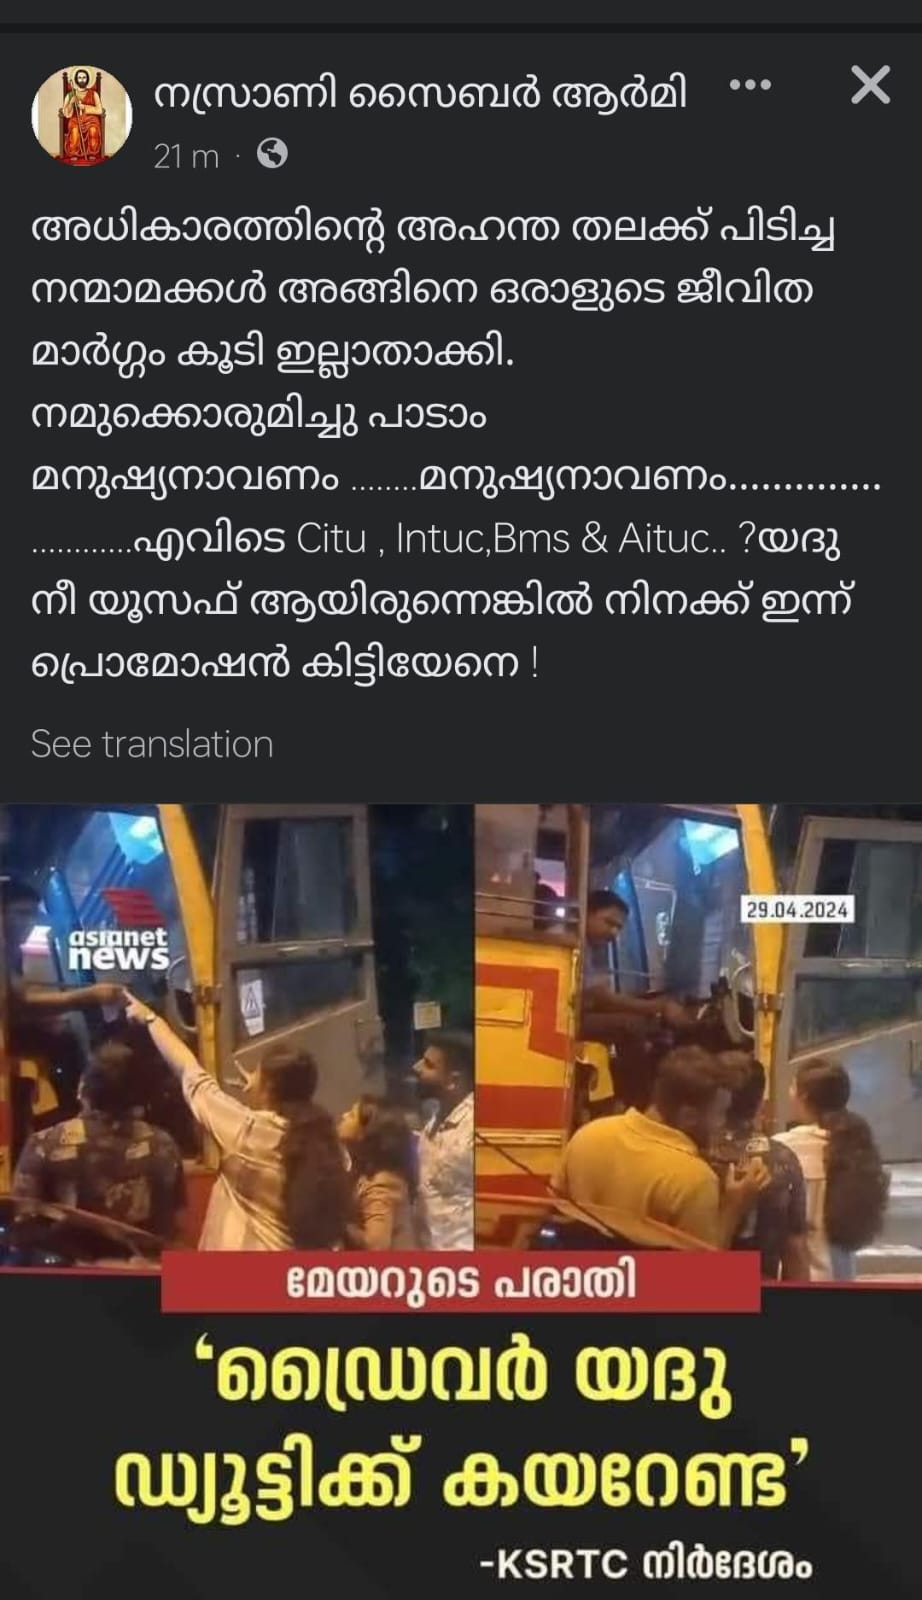 നസ്രാണി സൈബർ ആർമി
21 m ·
അധികാരത്തിന്റെ അഹന്ത തലക്ക് പിടിച്ച
നന്മാമക്കൾ അങ്ങിനെ ഒരാളുടെ ജീവിത
മാർഗ്ഗം കൂടി ഇല്ലാതാക്കി.
നമുക്കൊരുമിച്ചു പാടാം
മനുഷ്യനാവണം ........മനുഷ്യനാവണം..............
............എവിടെ Citu , Intuc,Bms & Aituc.. ?യദു
നീ യൂസഫ് ആയിരുന്നെങ്കിൽ നിനക്ക് ഇന്ന്
പ്രൊമോഷൻ കിട്ടിയേനെ !
See translation
asianet
news
29.04.2024
മേയറുടെ പരാതി
‘ഡ്രൈവർ യദു
ഡ്യൂട്ടിക്ക് കയറേണ്ട’
-KSRTC നിർദേശം